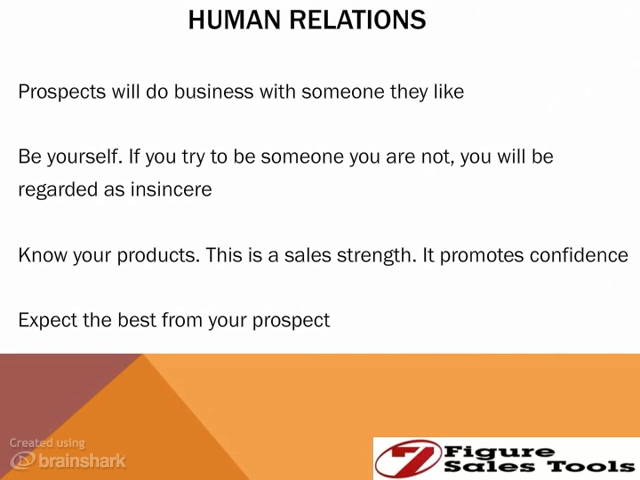 HUMAN RELATIONS
Prospects will do business with someone they like
Be yourself. If you try to be someone you are not, you will be
regarded as insincere
Know your products. This is a sales strength. It promotes confidence
Expect the best from your prospect
Created using
brainshark
7 Figure
Sales Tools